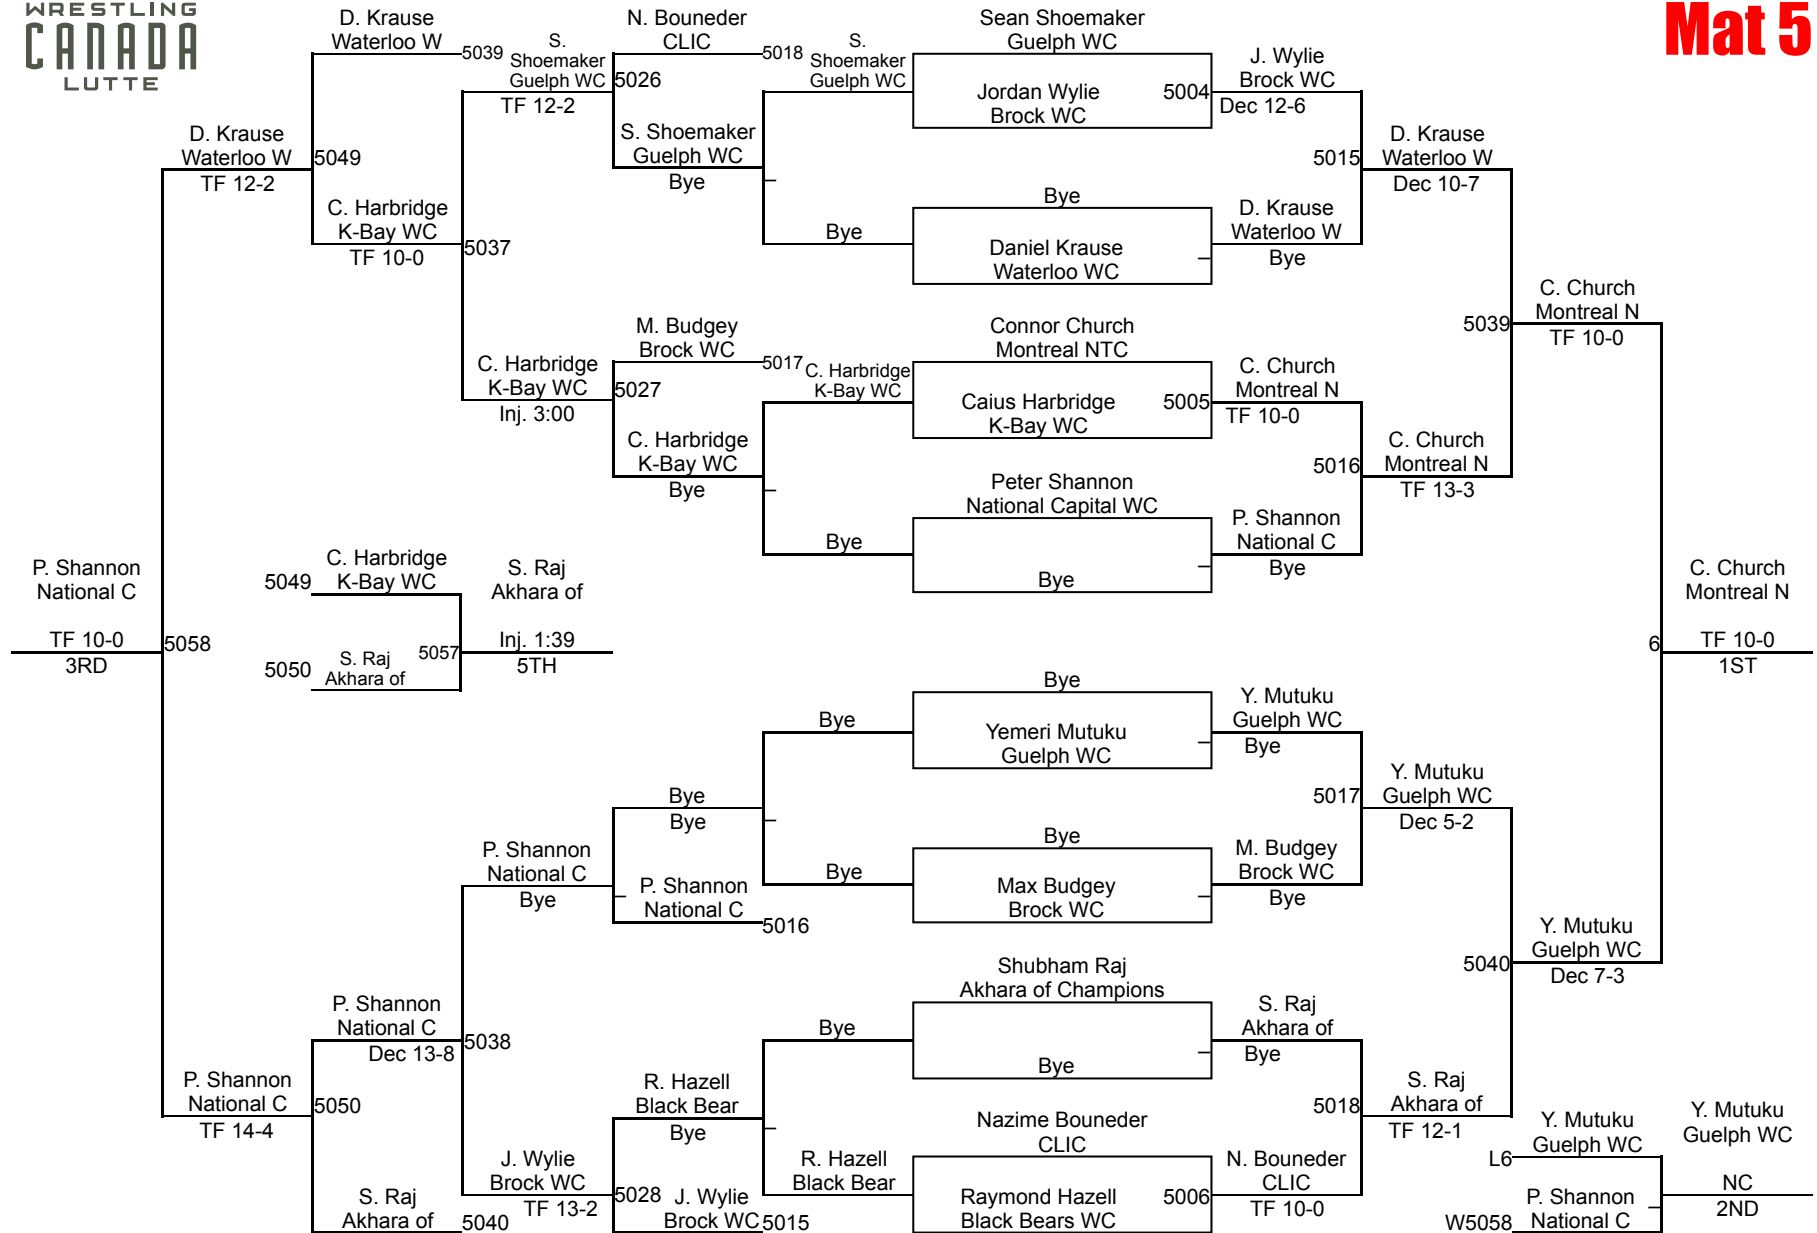 WRESTLING
CANADA
LUTTE
Mat 5
D. Krause
Waterloo W
5039
S.
Shoemaker
Guelph WC
TF 12-2
N. Bouneder
CLIC
5018
5026
S.
Shoemaker
Guelph WC
Sean Shoemaker
Guelph WC
Jordan Wylie
Brock WC
5004
J. Wylie
Brock WC
Dec 12-6
D. Krause
Waterloo W
TF 12-2
5049
S. Shoemaker
Guelph WC
Bye
5015
D. Krause
Waterloo W
Dec 10-7
C. Harbridge
K-Bay WC
TF 10-0
5037
Bye
Bye
Daniel Krause
Waterloo WC
D. Krause
Waterloo W
Bye
C. Harbridge
K-Bay WC
Inj. 3:00
M. Budgey
Brock WC
5017
5027
C. Harbridge
K-Bay WC
Connor Church
Montreal NTC
Caius Harbridge
K-Bay WC
5005
C. Church
Montreal N
TF 10-0
5039
C. Church
Montreal N
TF 10-0
C. Harbridge
K-Bay WC
Bye
5016
C. Church
Montreal N
TF 13-3
Bye
Peter Shannon
National Capital WC
Bye
P. Shannon
National C
Bye
P. Shannon
National C
TF 10-0
3RD
5058
5049
C. Harbridge
K-Bay WC
5050
S. Raj
Akhara of
5057
S. Raj
Akhara of
Inj. 1:39
5TH
6
C. Church
Montreal N
TF 10-0
1ST
Bye
Bye
Yemeri Mutuku
Guelph WC
Y. Mutuku
Guelph WC
Bye
Bye
Bye
5017
Y. Mutuku
Guelph WC
Dec 5-2
P. Shannon
National C
Bye
P. Shannon
National C
5016
Bye
Bye
Max Budgey
Brock WC
M. Budgey
Brock WC
Bye
5040
Y. Mutuku
Guelph WC
Dec 7-3
P. Shannon
National C
Dec 13-8
5038
Bye
Shubham Raj
Akhara of Champions
Bye
S. Raj
Akhara of
Bye
P. Shannon
National C
TF 14-4
5050
R. Hazell
Black Bear
Bye
5018
S. Raj
Akhara of
TF 12-1
S. Raj
Akhara of
5040
J. Wylie
Brock WC
TF 13-2
5028
J. Wylie
Brock WC
5015
R. Hazell
Black Bear
Nazime Bouneder
CLIC
Raymond Hazell
Black Bears WC
5006
N. Bouneder
CLIC
TF 10-0
L6
Y. Mutuku
Guelph WC
W5058
P. Shannon
National C
Y. Mutuku
Guelph WC
NC
2ND